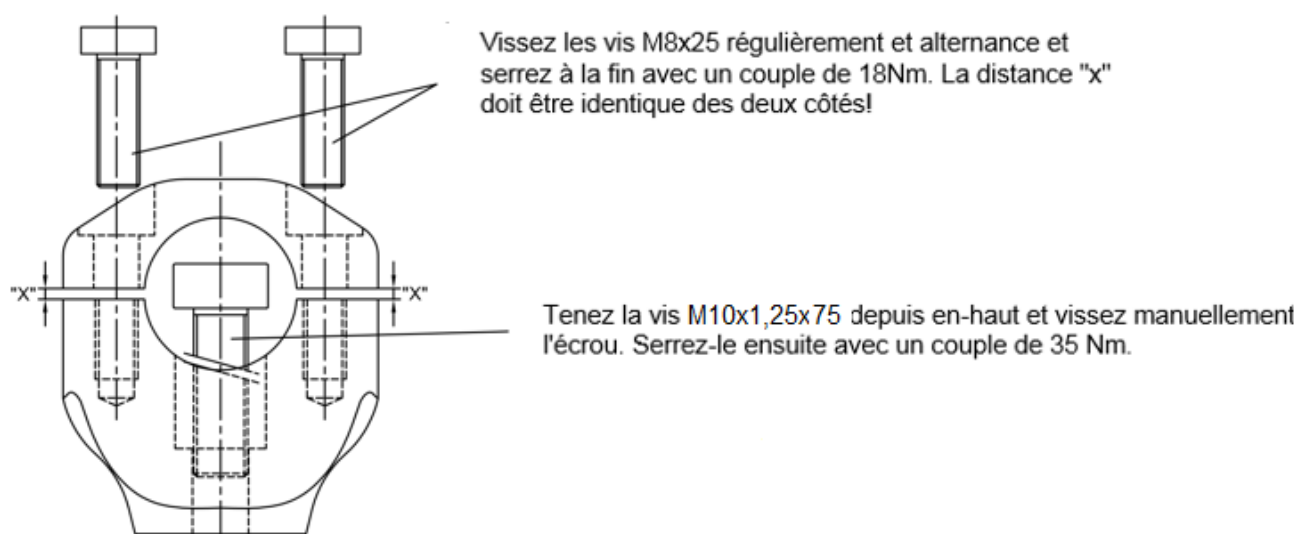 Vissez les vis M8x25 régulièrement et alternance et
serrez à la fin avec un couple de 18Nm. La distance "x"
doit être identique des deux côtés!
"X"
"X"
Tenez la vis M10x1,25x75 depuis en-haut et vissez manuellement
l'écrou. Serrez-le ensuite avec un couple de 35 Nm.